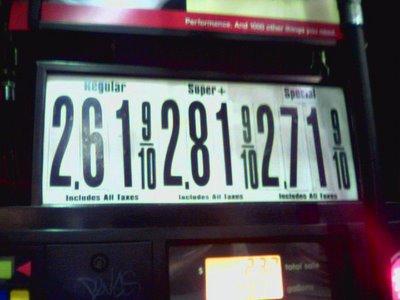 Performance. And 1000 other things you need.
Regular Super+ Special
2.61 9/10 2.81 9/10 2.71 9/10
Includes All Taxes Includes All Taxes Includes All Taxes
$ total sale
gallons